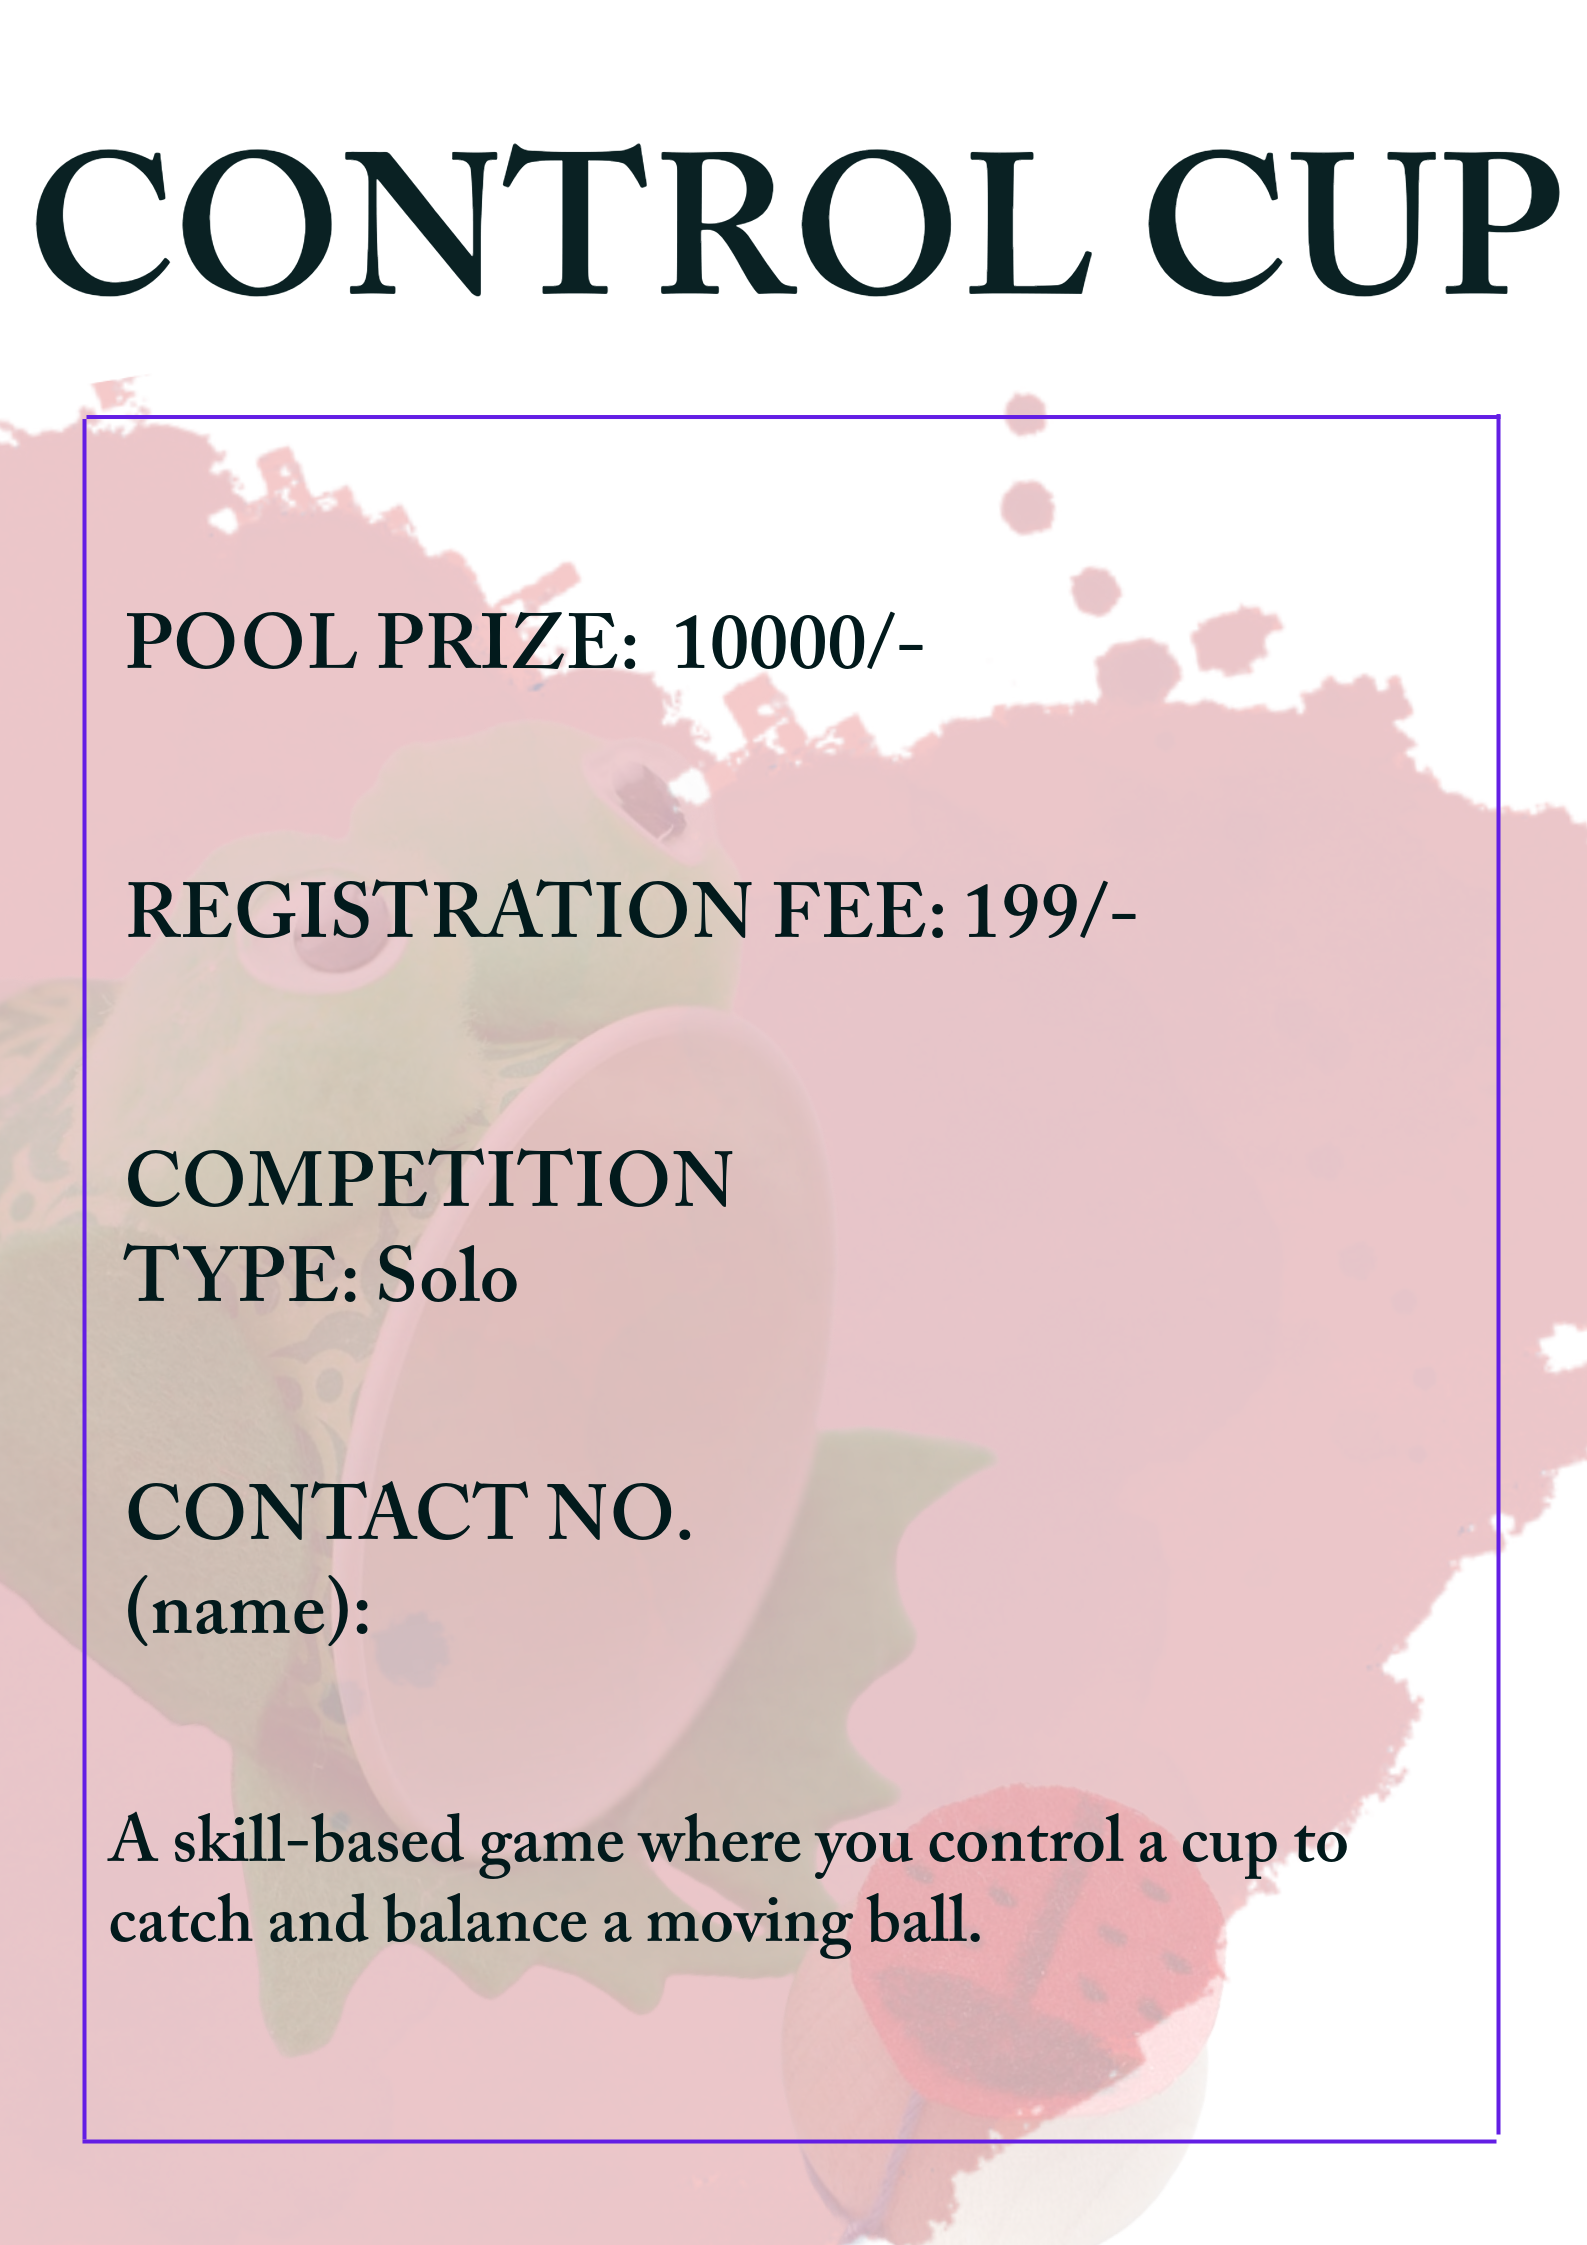 CONTROL CUP
POOL PRIZE: 10000/-
REGISTRATION FEE: 199/-
COMPETITION
TYPE: Solo
CONTACT NO.
(name):
A skill-based game where you control a cup to
catch and balance a moving ball.